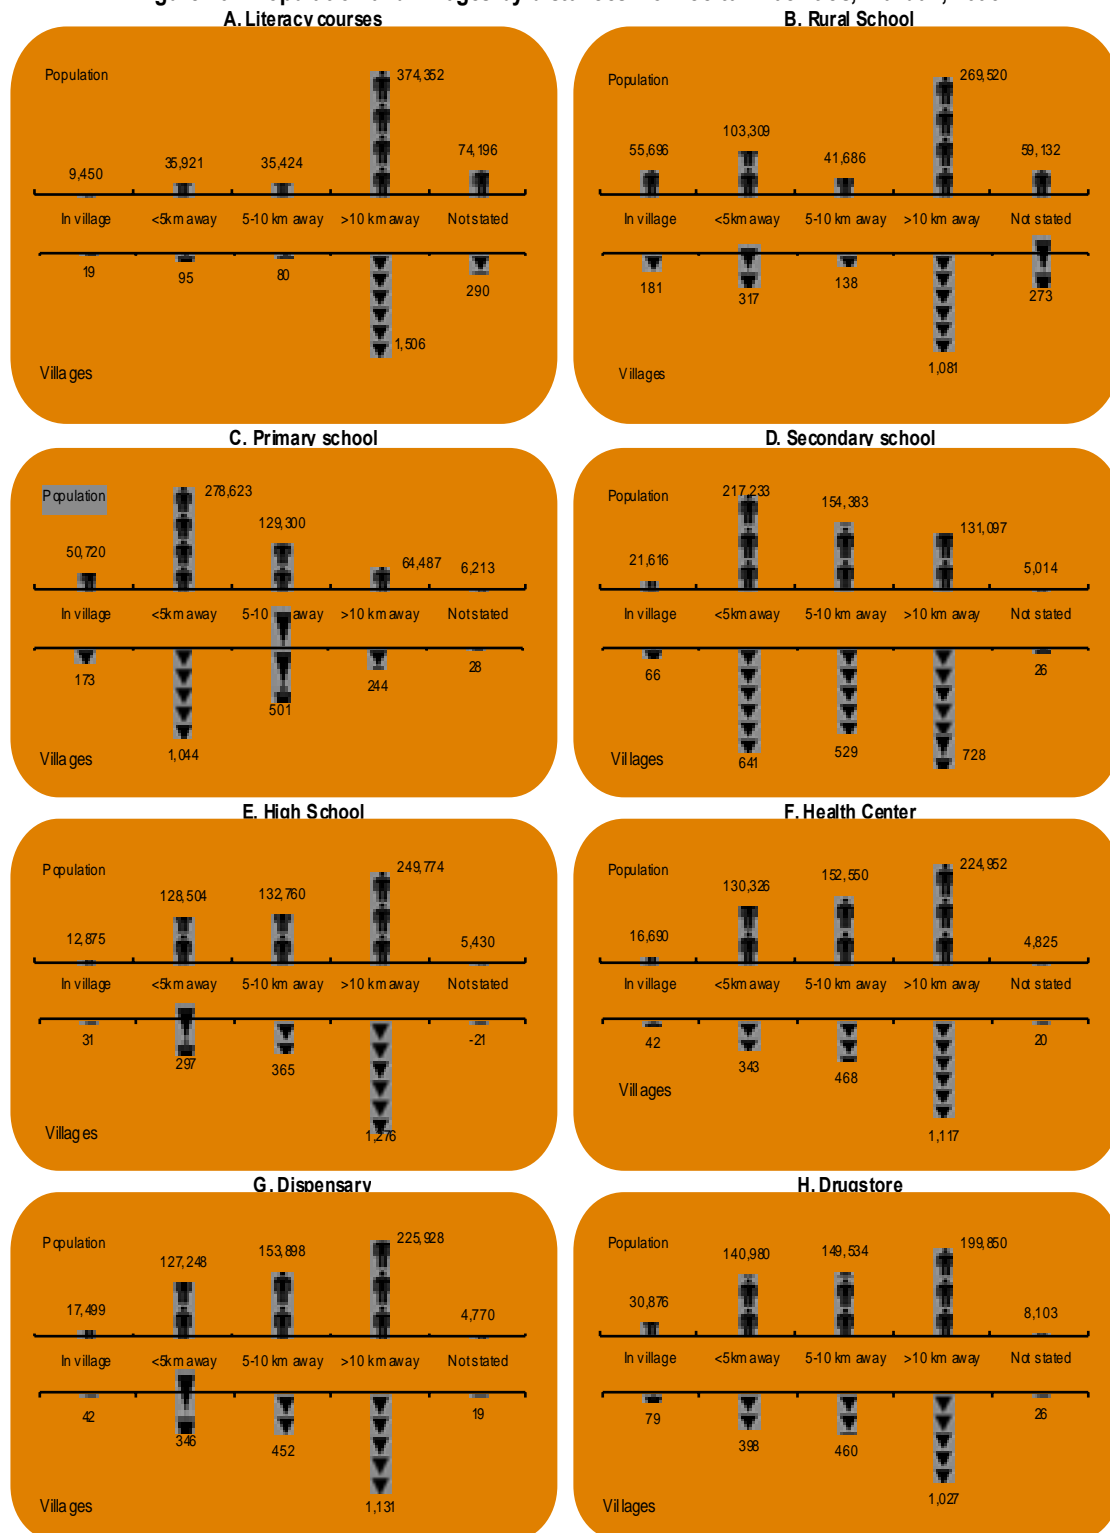 A. Literacy courses
Population
374,352
74,196
35,921
35,424
9,450
In village <5km away 5-10 km away >10 km away Not stated
19
95
80
290
1,506
Villages
B. Rural School
Population
269,520
103,309
55,696
59,132
41,686
In village <5km away 5-10 km away >10 km away Not stated
181
317
138
273
1,081
Villages
C. Primary school
Population
278,623
129,300
50,720
64,487
6,213
In village <5km away 5-10 away >10 km away Not stated
173
28
244
501
1,044
Villages
D. Secondary school
Population
217,233
154,383
131,097
21,616
5,014
In village <5km away 5-10 km away >10 km away Not stated
66
26
529
728
641
Villages
E. High School
Population
249,774
128,504
132,760
12,875
5,430
In village <5km away 5-10 km away >10 km away Not stated
31
-21
297
365
1,276
Villages
F. Health Center
Population
224,952
152,550
130,326
16,690
4,825
In village <5km away 5-10 km away >10 km away Not stated
42
20
343
468
Villages
1,117
G. Dispensary
Population
225,928
153,898
127,248
17,499
4,770
In village <5km away 5-10 km away >10 km away Not stated
42
19
346
452
1,131
Villages
H. Drugstore
Population
199,850
140,980
149,534
30,876
8,103
In village <5km away 5-10 km away >10 km away Not stated
79
26
398
460
1,027
Villages